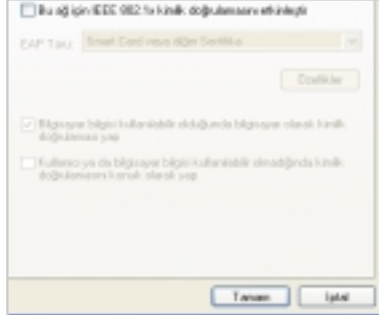 Bu ağ için IEEE 802.1x kimlik doğrulamasını etkinleştir
EAP Türü: Smart Card veya diğer Sertifika
Özellikler
Bilgisayar bilgisi kullanılabilir olduğunda bilgisayar olarak kimlik
doğrulaması yap
Kullanıcı ya da bilgisayar bilgisi kullanılabilir olmadığında kimlik
doğrulamasını konuk olarak yap
Tamam
İptal